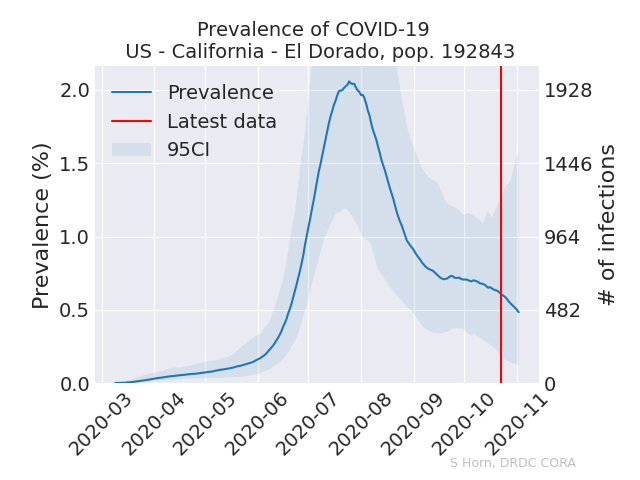 Prevalence of COVID-19
US - California - El Dorado, pop. 192843
Prevalence
Latest data
95CI
Prevalence (%)
2.0
1.5
1.0
0.5
0.0
1928
1446
964
482
0
# of infections
2020-03
2020-04
2020-05
2020-06
2020-07
2020-08
2020-09
2020-10
2020-11
S Horn, DRDC CORA